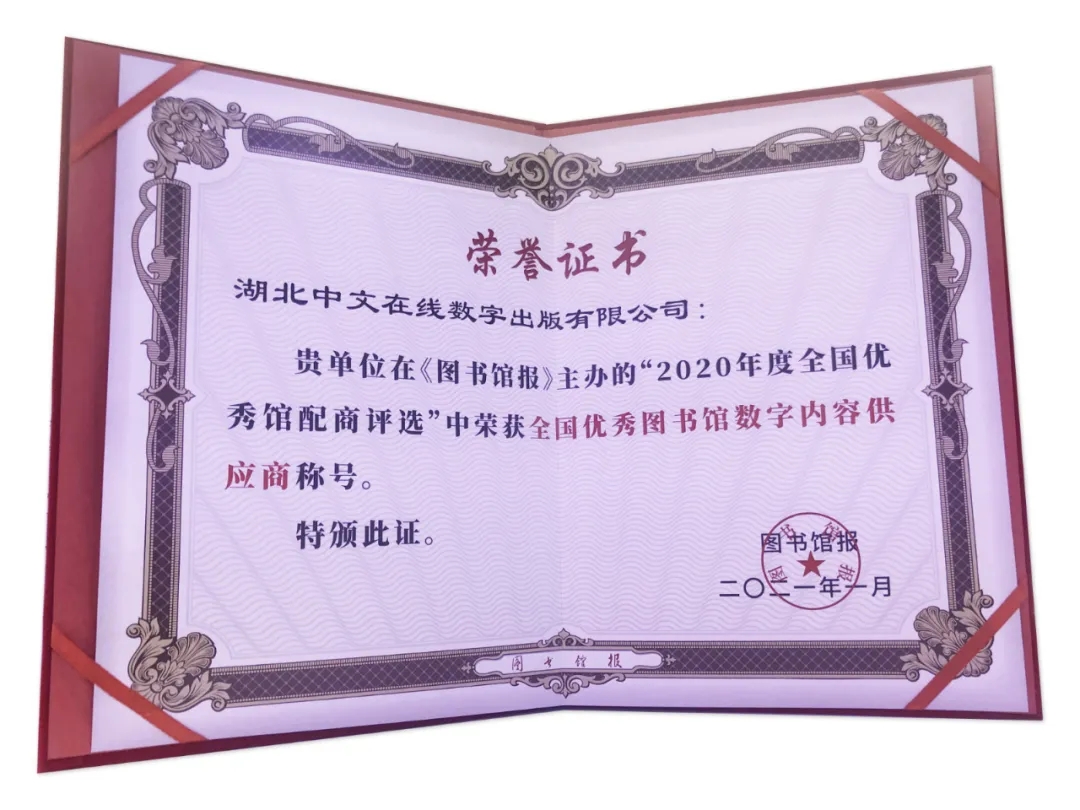 荣誉证书
湖北中文在线数字出版有限公司：
贵单位在《图书馆报》主办的“2020年度全国优
秀馆配商评选”中荣获全国优秀图书馆数字内容供
应商称号。
特颁此证。
图书馆报
图书馆报
二〇二一年一月
图书馆报